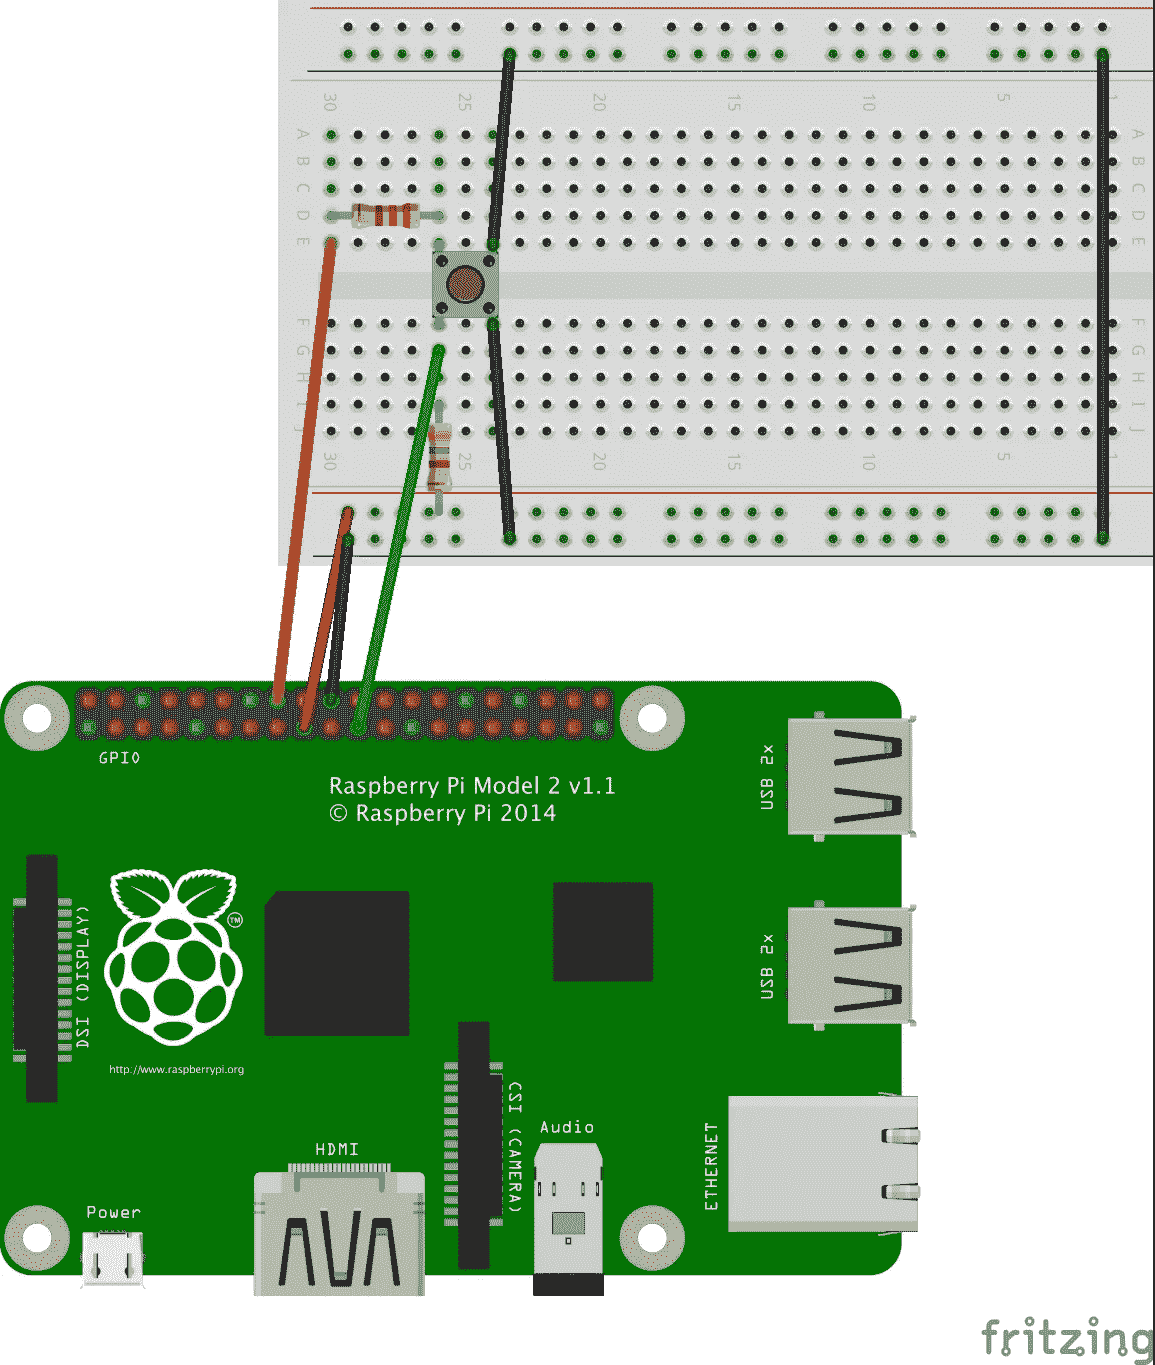 30 25 20 15 10 5 1
A A
B B
C C
D D
E E
F F
G G
H H
I I
J J
30 25 20 15 10 5 1
GPIO
Raspberry Pi Model 2 v1.1
© Raspberry Pi 2014
USB 2x
DSI (DISPLAY)
TM
USB 2x
http://www.raspberrypi.org
CSI (CAMERA)
Audio
ETHERNET
HDMI
Power
fritzing